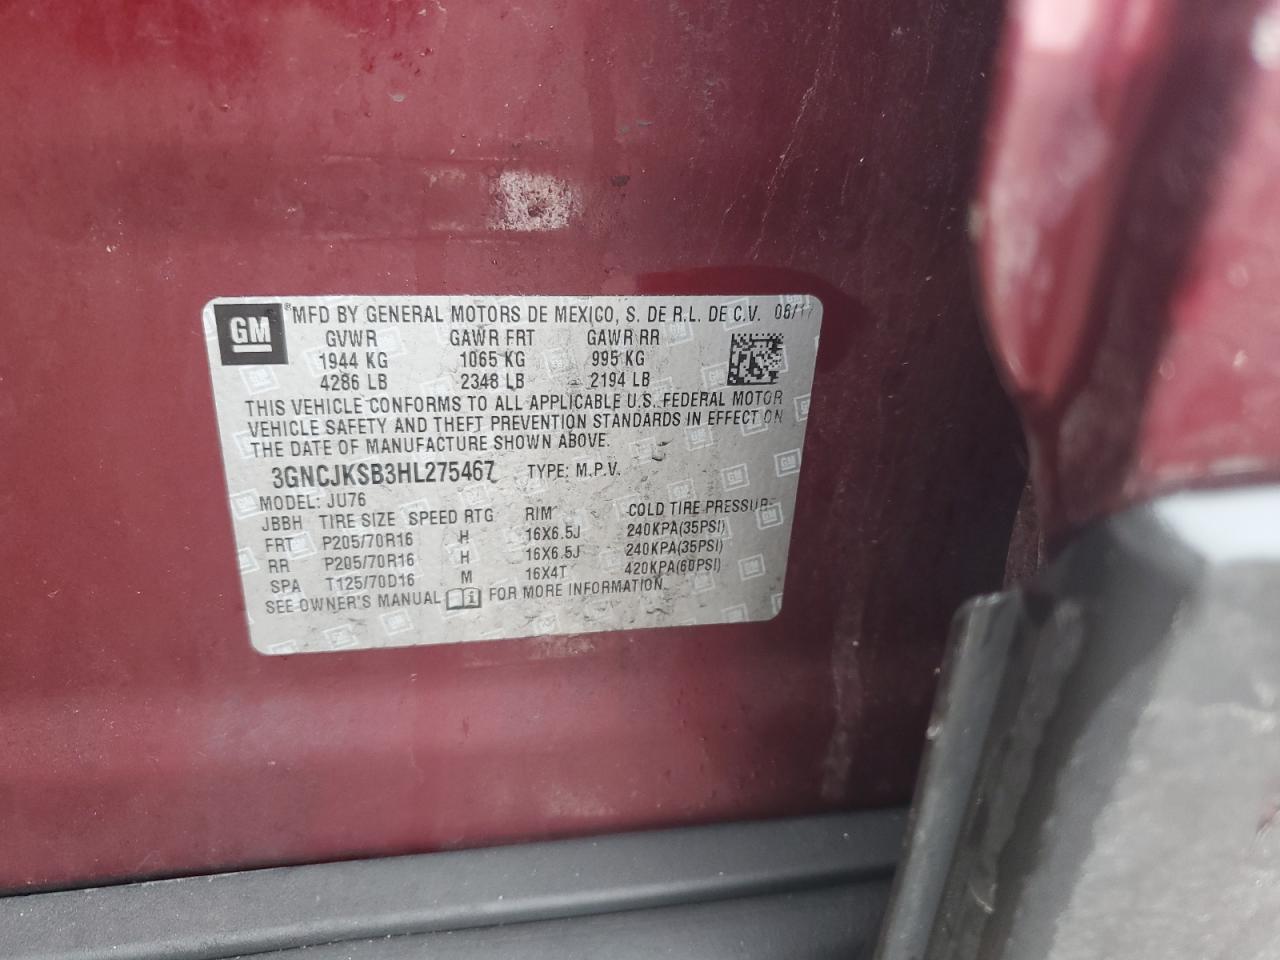 GM ® MFD BY GENERAL MOTORS DE MEXICO, S. DE R.L. DE C.V. 06/17
GVWR GAWR FRT GAWR RR
1944 KG 1065 KG 995 KG
4286 LB 2348 LB 2194 LB
THIS VEHICLE CONFORMS TO ALL APPLICABLE U.S. FEDERAL MOTOR
VEHICLE SAFETY AND THEFT PREVENTION STANDARDS IN EFFECT ON
THE DATE OF MANUFACTURE SHOWN ABOVE.
3GNCJKSB3HL275467 TYPE: M.P.V.
MODEL: JU76
JBBH TIRE SIZE SPEED RTG RIM COLD TIRE PRESSURE
FRT P205/70R16 H 16X6.5J 240KPA(35PSI)
RR P205/70R16 H 16X6.5J 240KPA(35PSI)
SPA T125/70D16 M 16X4T 420KPA(60PSI)
SEE OWNER'S MANUAL i FOR MORE INFORMATION.